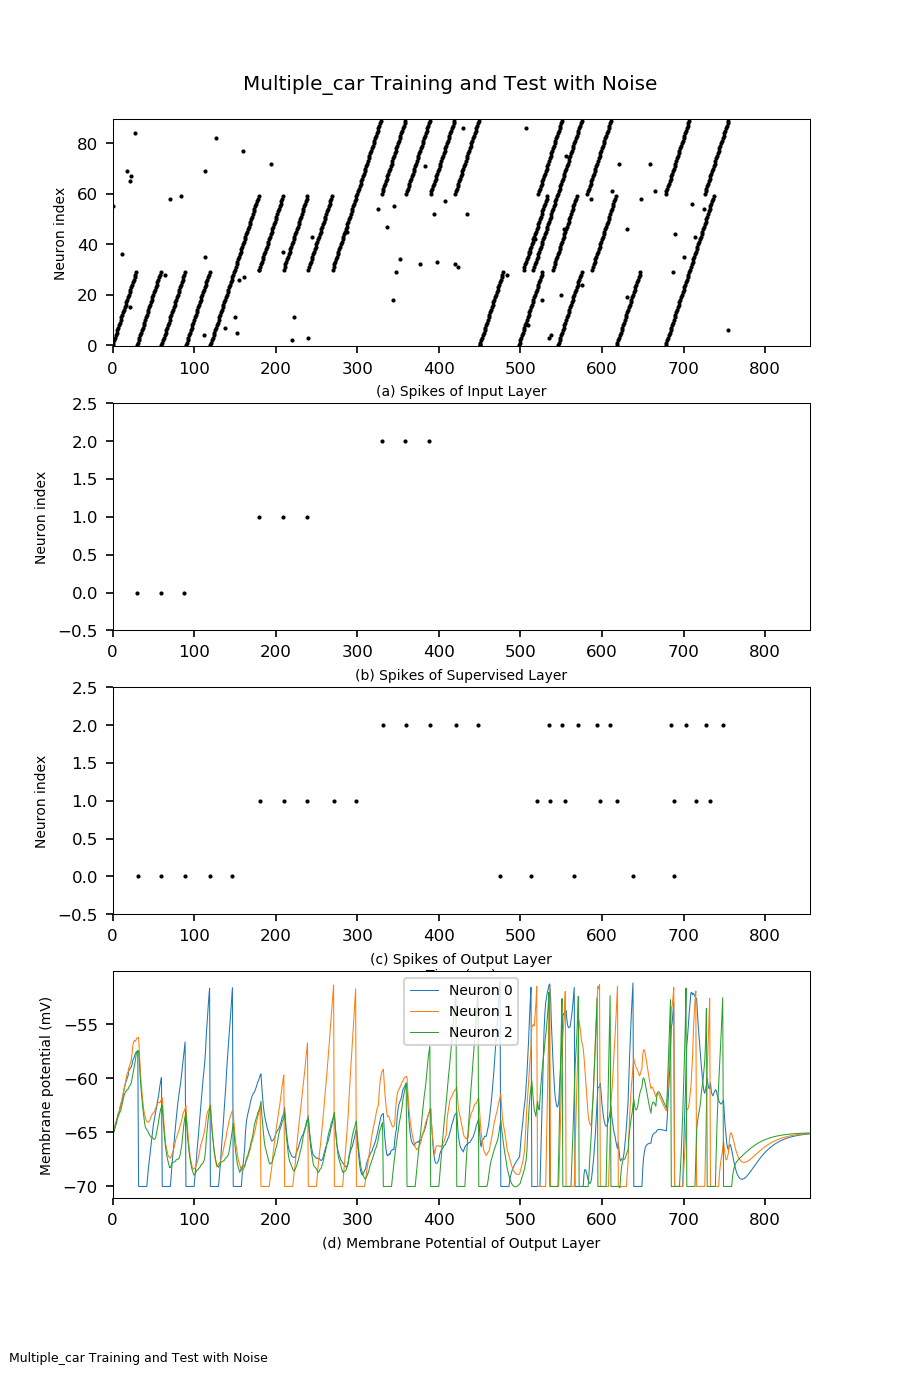 Multiple_car Training and Test with Noise
80
60
40
20
0
Neuron index
0 100 200 300 400 500 600 700 800
(a) Spikes of Input Layer
2.5
2.0
1.5
1.0
0.5
0.0
−0.5
Neuron index
0 100 200 300 400 500 600 700 800
(b) Spikes of Supervised Layer
2.5
2.0
1.5
1.0
0.5
0.0
−0.5
Neuron index
0 100 200 300 400 500 600 700 800
(c) Spikes of Output Layer
Neuron 0
Neuron 1
Neuron 2
−55
−60
−65
−70
Membrane potential (mV)
0 100 200 300 400 500 600 700 800
(d) Membrane Potential of Output Layer
Multiple_car Training and Test with Noise